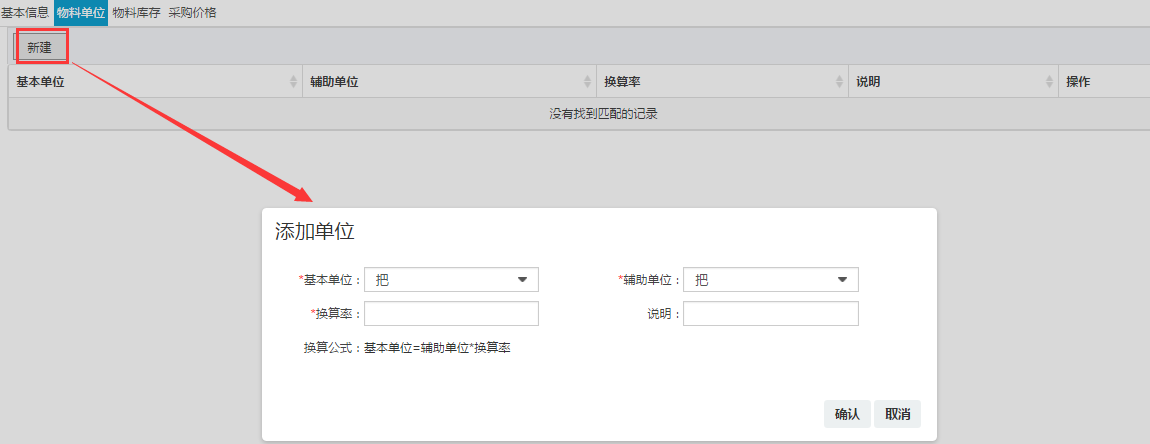 基本信息 物料单位 物料库存 采购价格
新建
基本单位 辅助单位 换算率 说明 操作
没有找到匹配的记录
添加单位
*基本单位： 把 *辅助单位： 把
*换算率： 说明：
换算公式：基本单位=辅助单位*换算率
确认 取消